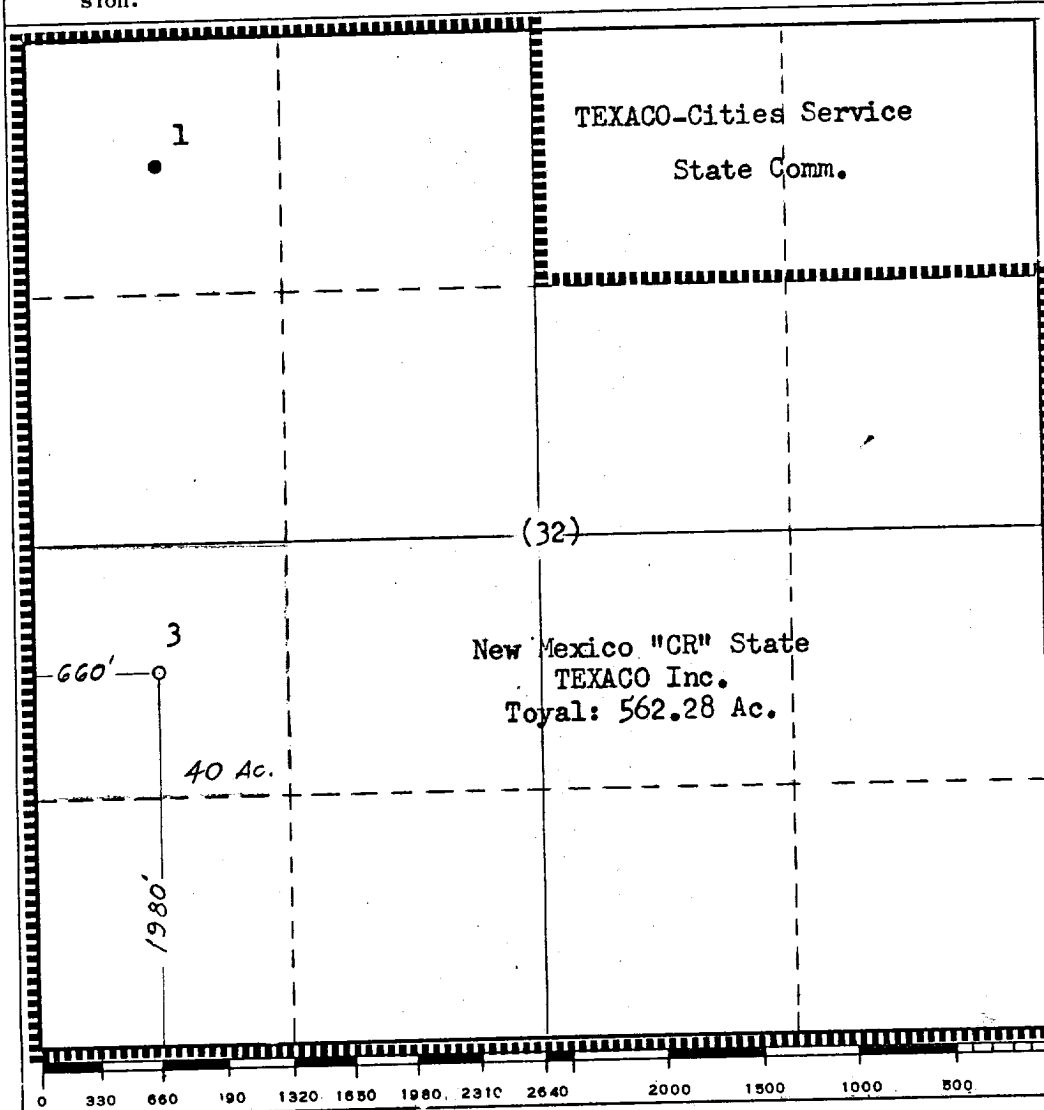 sion.
1
TEXACO-Cities Service
State Comm.
(32)
3
660'
New Mexico "CR" State
TEXACO Inc.
Toyal: 562.28 Ac.
40 Ac.
1980'
0 330 660 190 1320 1650 1980 2310 2640 2000 1500 1000 500